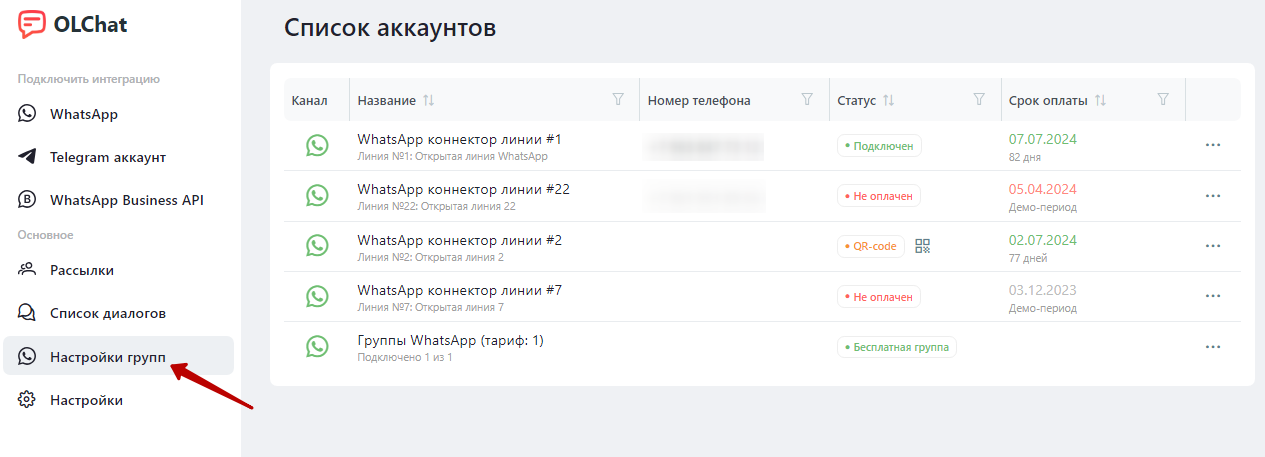 OLChat
Подключить интеграцию
WhatsApp
Telegram аккаунт
WhatsApp Business API
Основное
Рассылки
Список диалогов
Настройки групп
Настройки
Список аккаунтов
Канал Название Номер телефона Статус Срок оплаты
WhatsApp коннектор линии #1 Подключен 07.07.2024
Линия №1: Открытая линия WhatsApp 82 дня
WhatsApp коннектор линии #22 Не оплачен 05.04.2024
Линия №22: Открытая линия 22 Демо-период
WhatsApp коннектор линии #2 QR-code 02.07.2024
Линия №2: Открытая линия 2 77 дней
WhatsApp коннектор линии #7 Не оплачен 03.12.2023
Линия №7: Открытая линия 7 Демо-период
Группы WhatsApp (тариф: 1) Бесплатная группа
Подключено 1 из 1